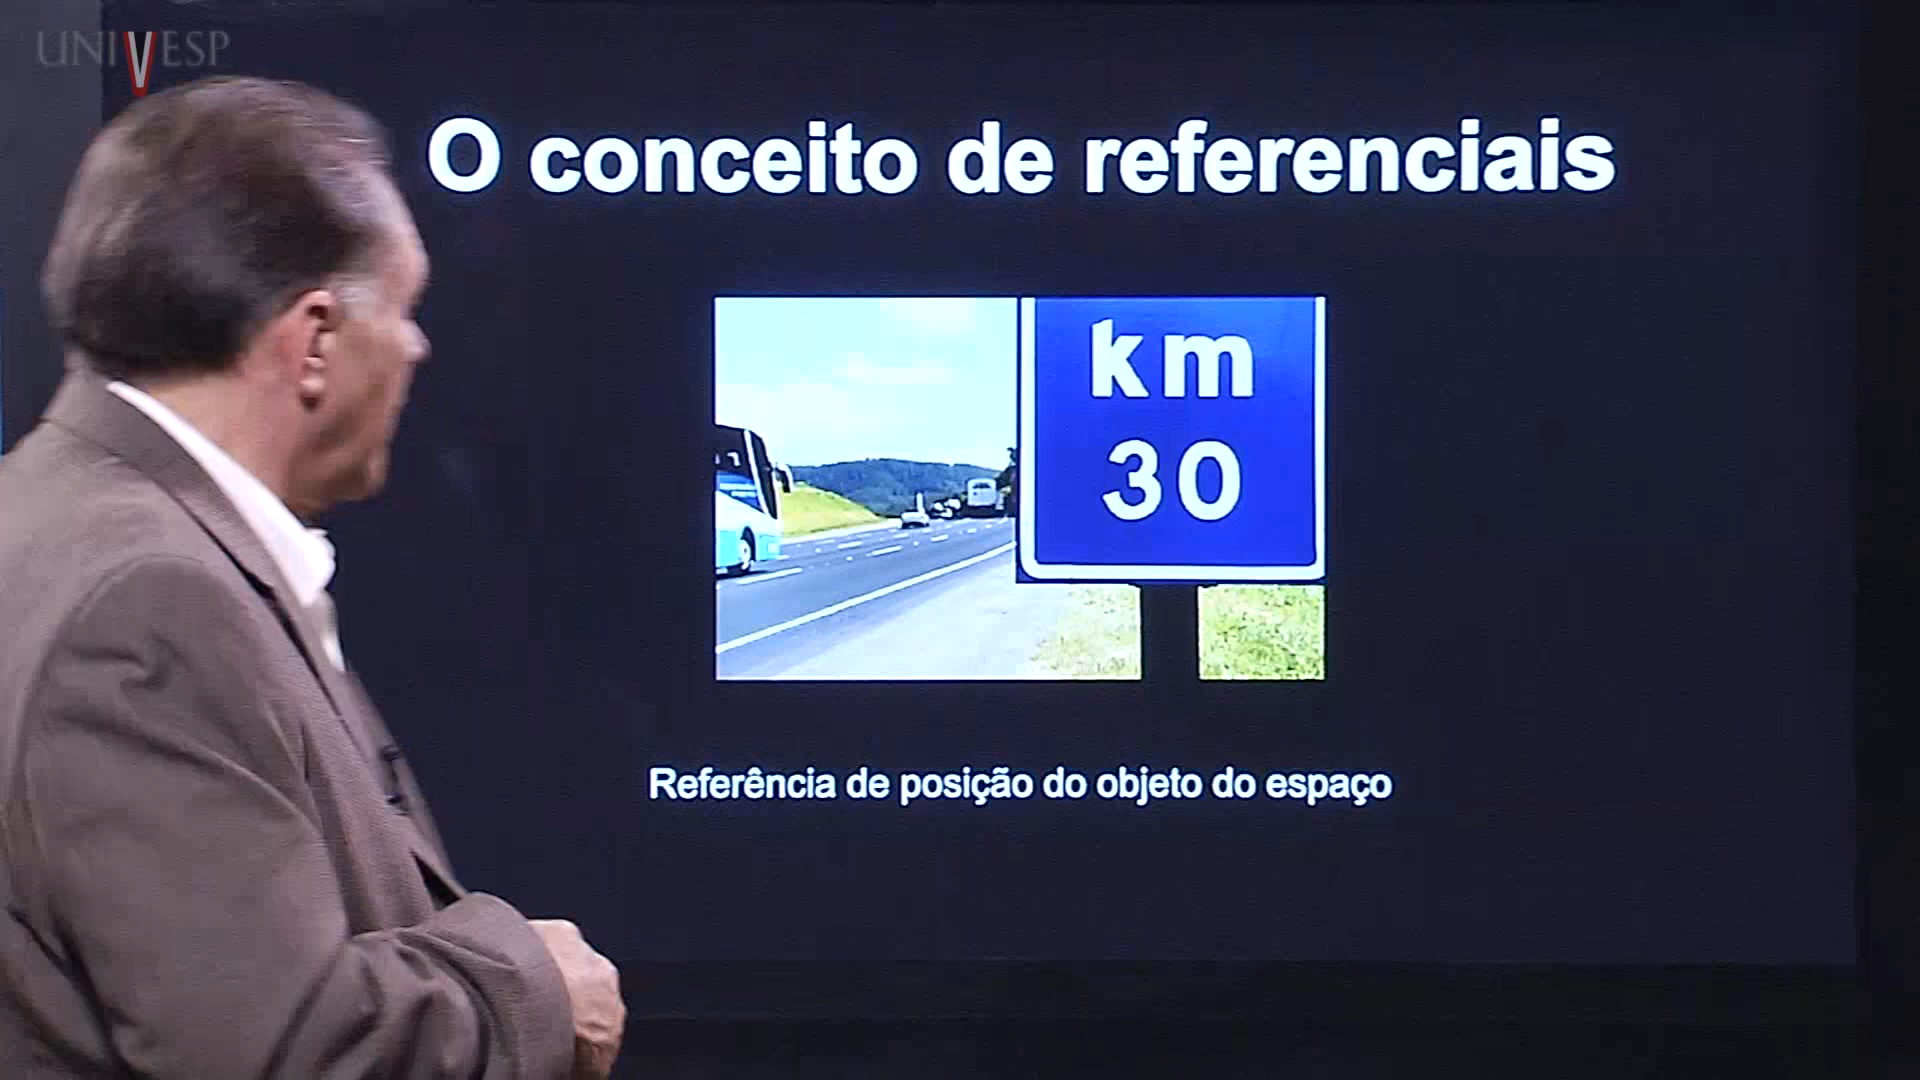 UNIVESP
O conceito de referenciais
km
30
Referência de posição do objeto do espaço